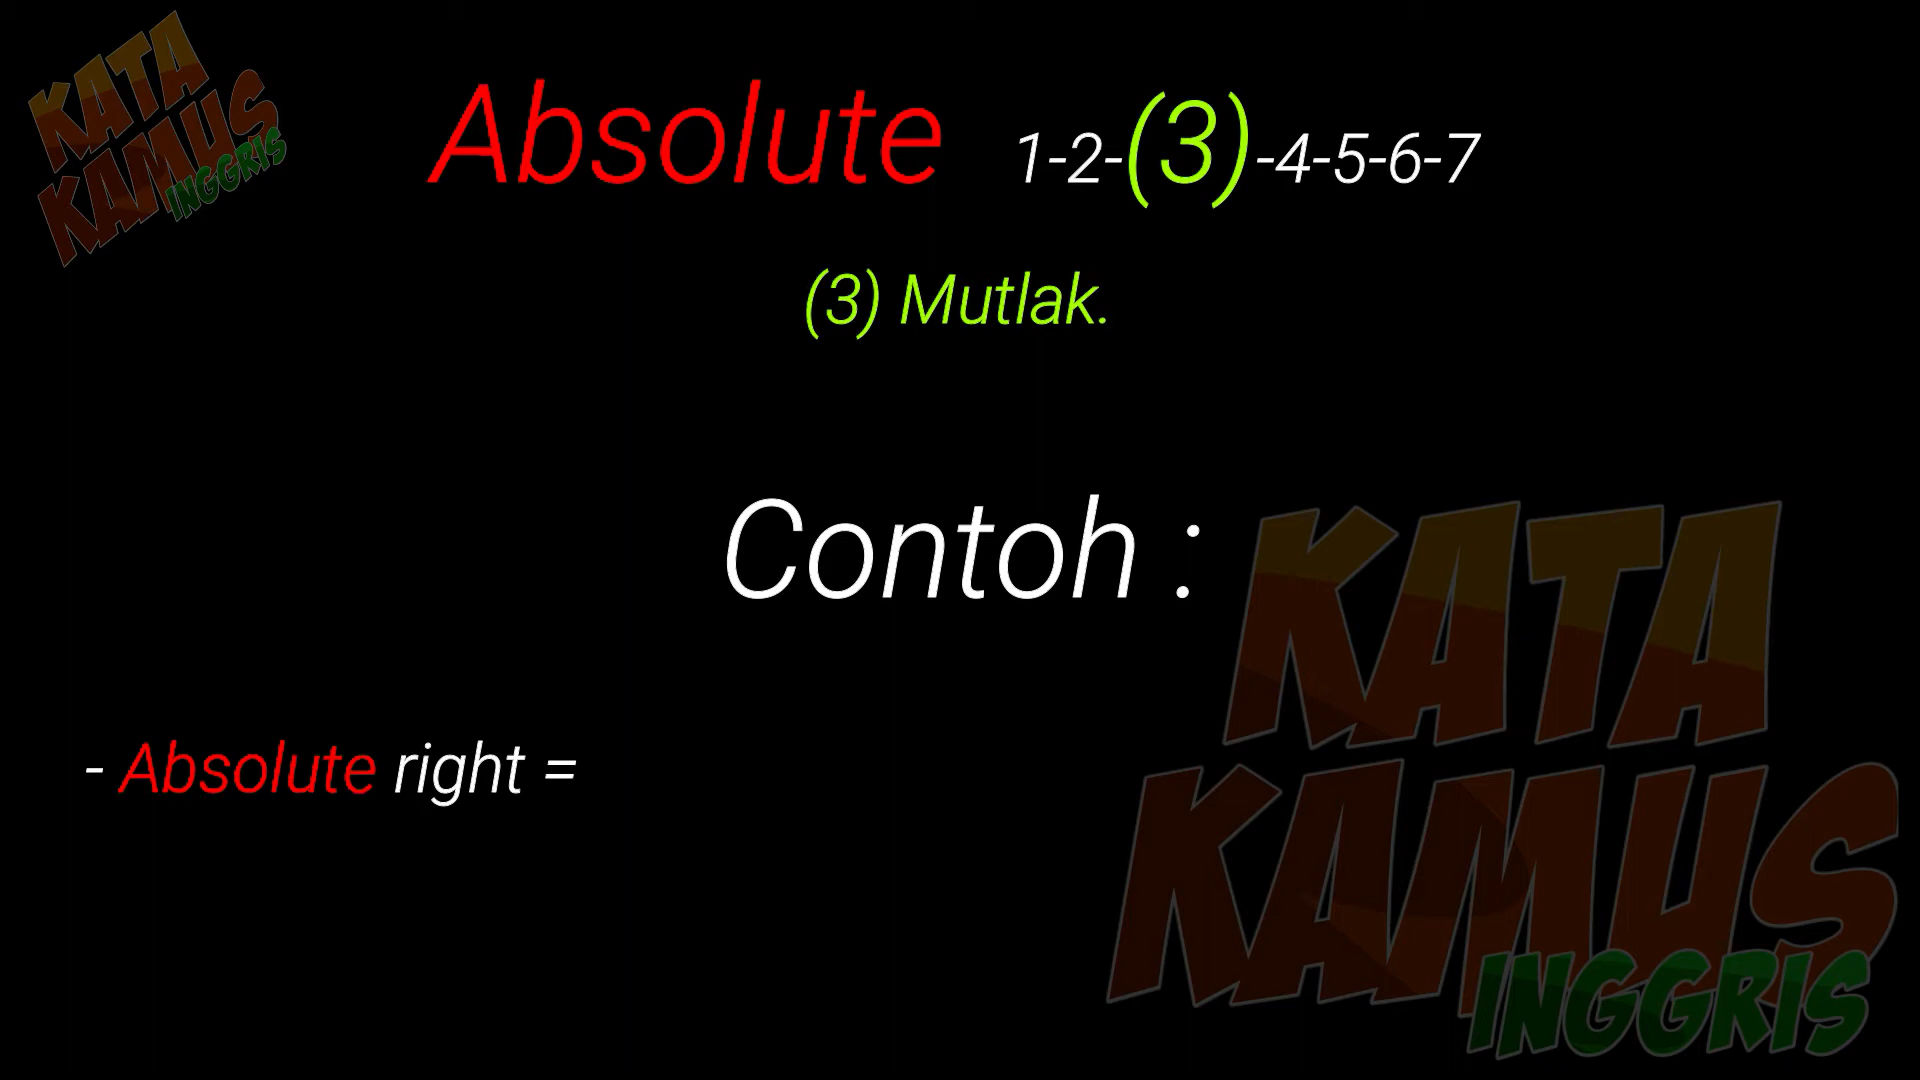 KATA
KAMUS
INGGRIS
Absolute 1-2-(3)-4-5-6-7
(3) Mutlak.
Contoh :
- Absolute right =
KATA
KAMUS
INGGRIS